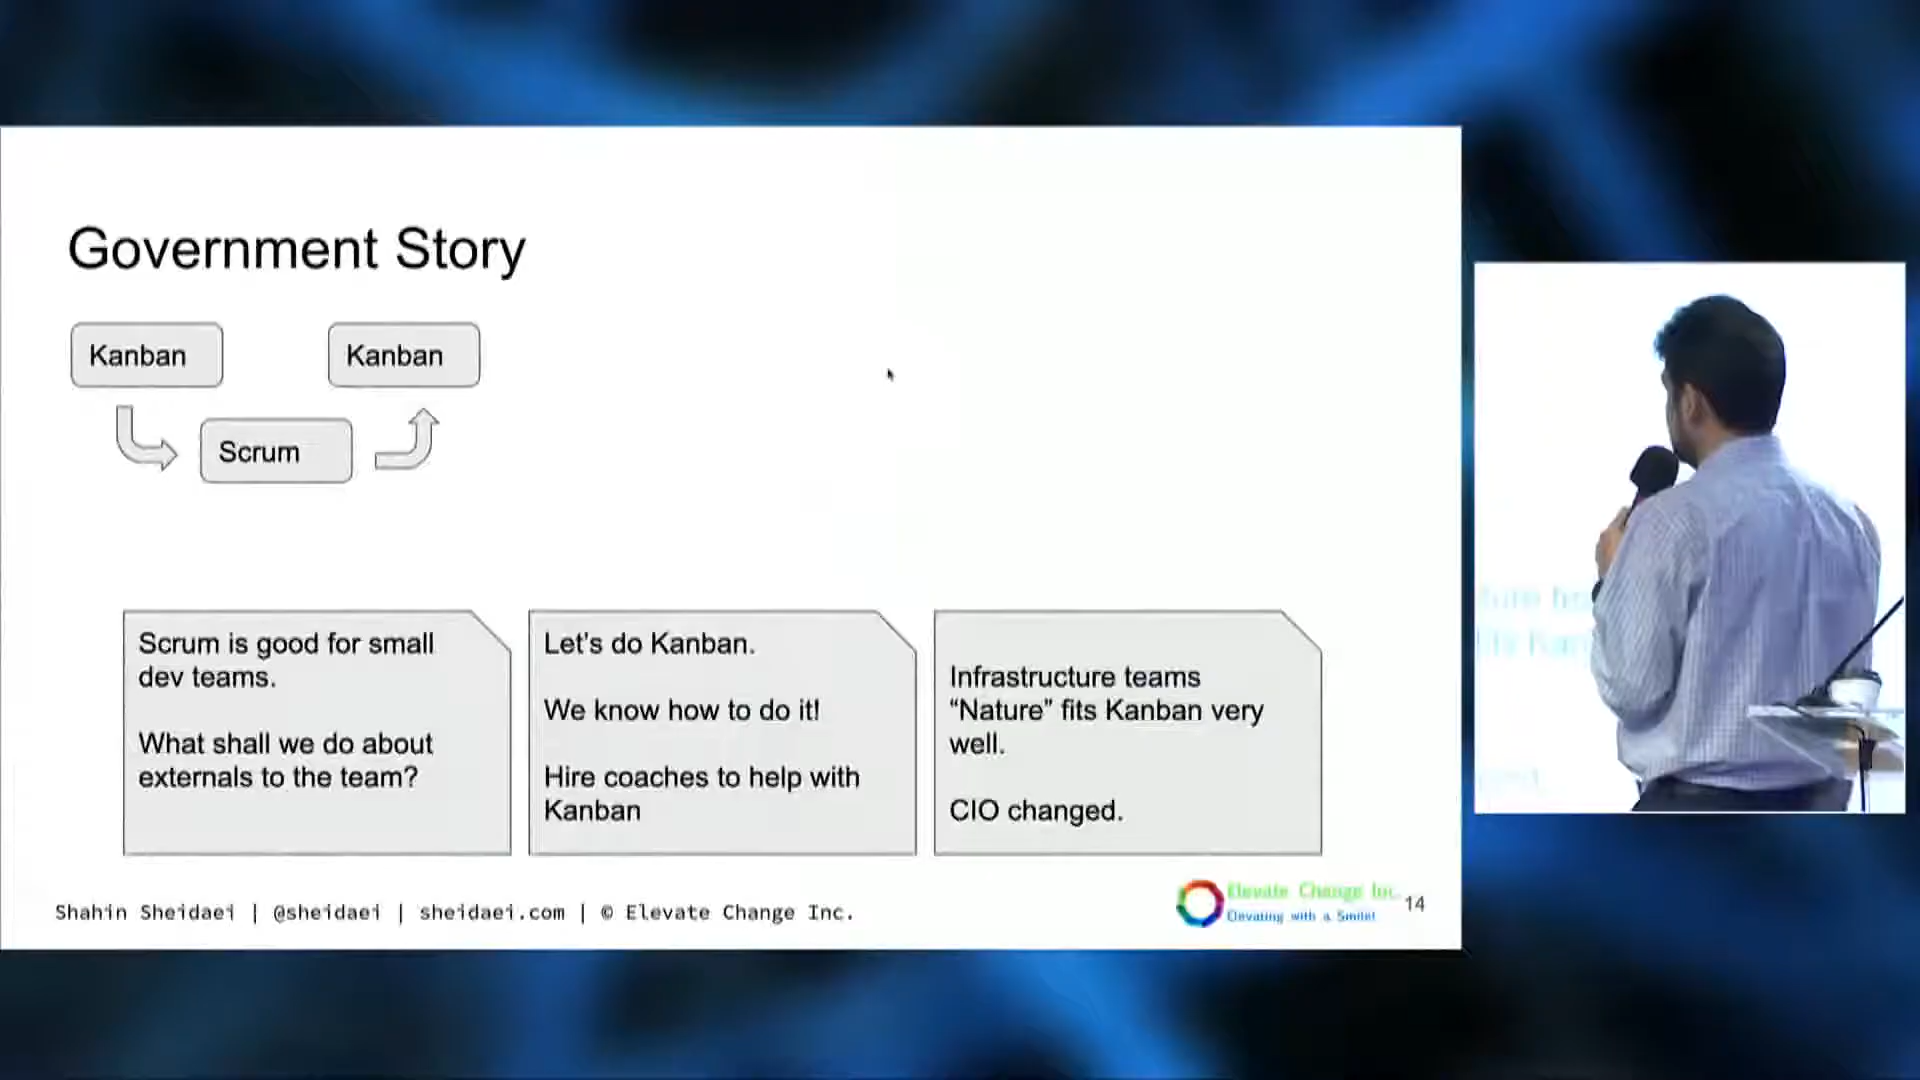 Government Story
Kanban
Kanban
Scrum
Scrum is good for small
dev teams.
What shall we do about
externals to the team?
Let's do Kanban.
We know how to do it!
Hire coaches to help with
Kanban
Infrastructure teams
“Nature” fits Kanban very
well.
CIO changed.
Shahin Sheidaei | @sheidaei | sheidaei.com | © Elevate Change Inc.
Elevate Change Inc.
Elevating with a Smile!
14